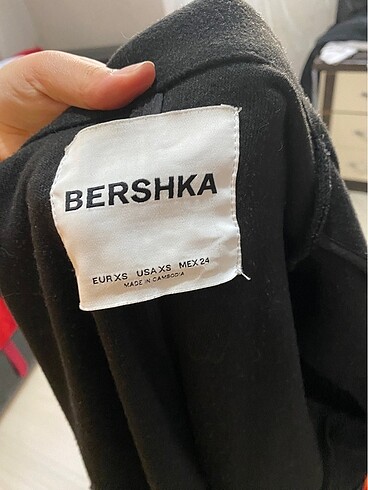 BERSHKA
EUR XS USA XS MEX 24
MADE IN CAMBODIA